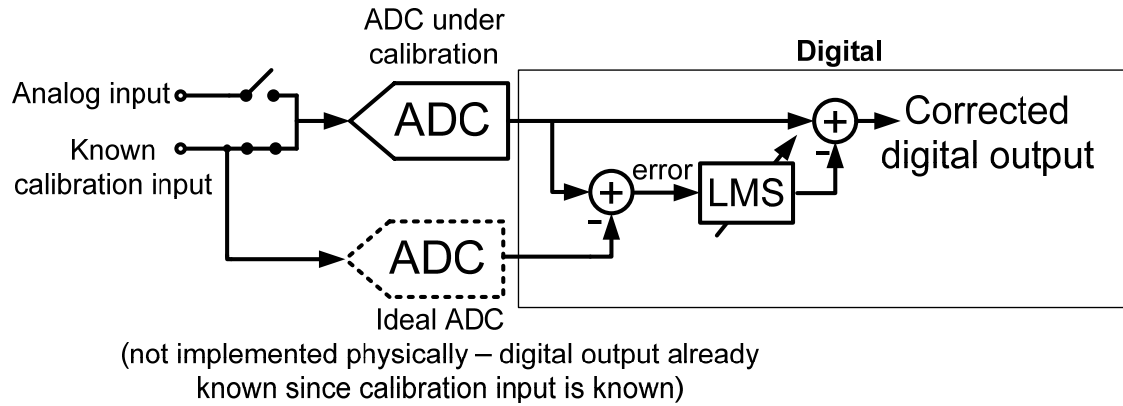 ADC under
calibration
Digital
Analog input
ADC
Corrected
digital output
Known
calibration input
error
LMS
+
-
+
-
ADC
Ideal ADC
(not implemented physically – digital output already
known since calibration input is known)